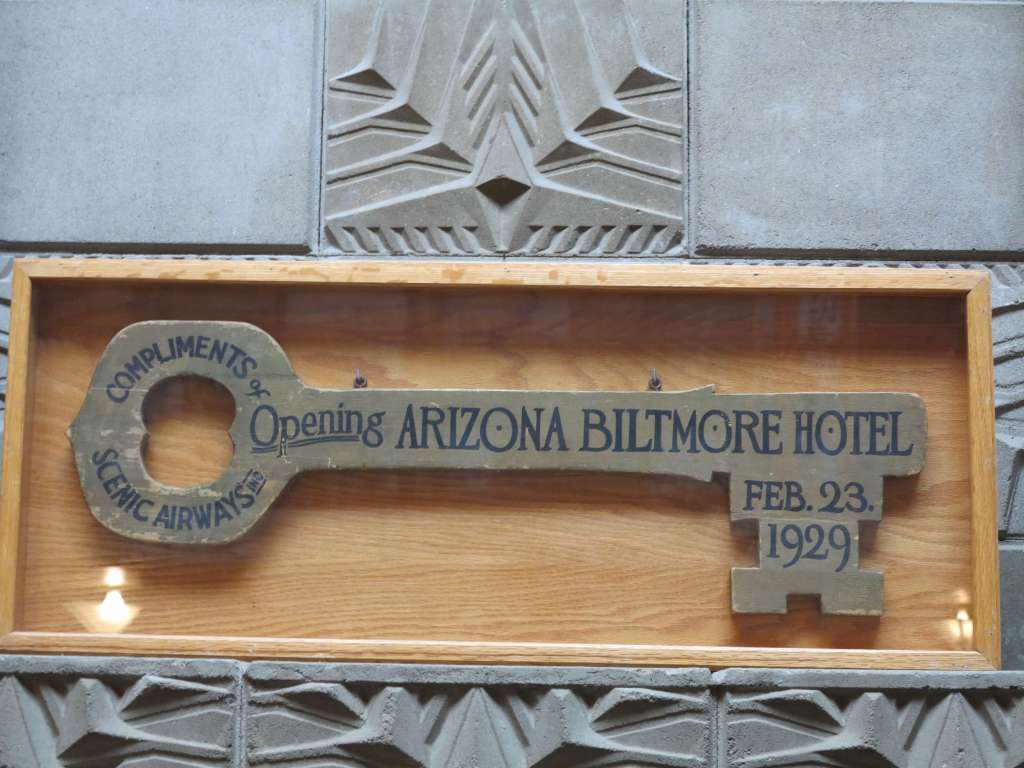 COMPLIMENTS of
SCENIC AIRWAYS INC
Opening ARIZONA BILTMORE HOTEL
FEB. 23.
1929